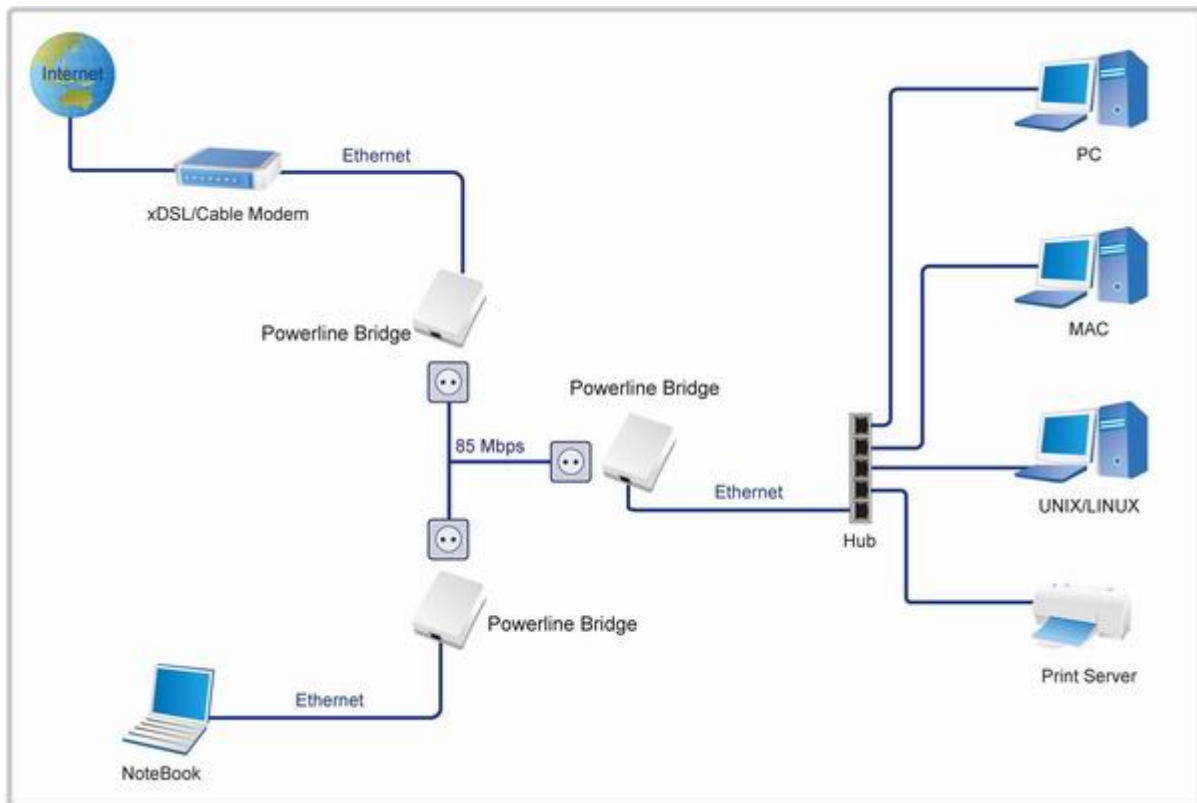 Internet
Ethernet
xDSL/Cable Modem
PC
MAC
Powerline Bridge
Powerline Bridge
85 Mbps
Ethernet
Hub
UNIX/LINUX
Powerline Bridge
Print Server
Ethernet
NoteBook